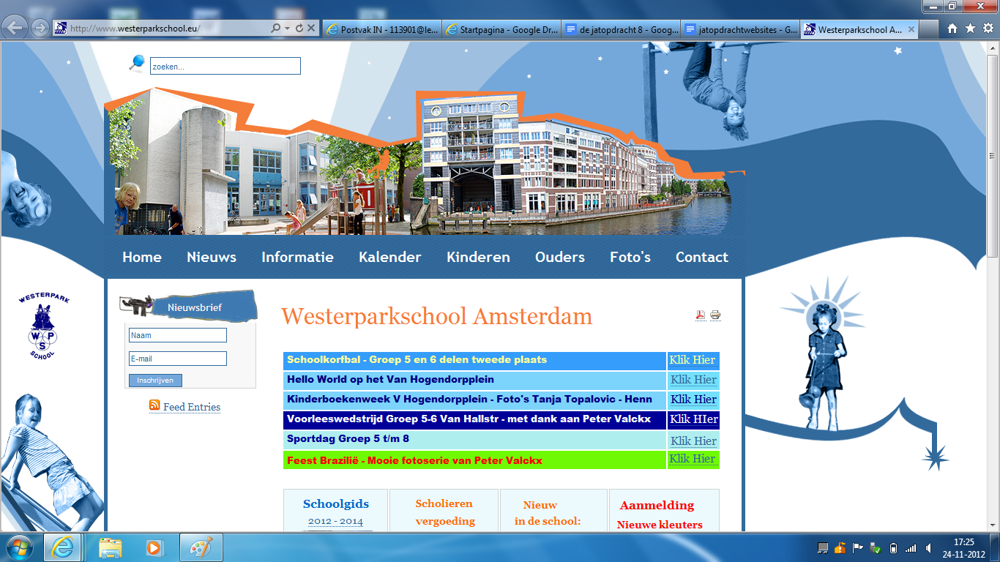 http://www.westerparkschool.eu/
Postvak IN - 113901@le...
Startpagina - Google Dr...
de jatopdracht 8 - Goog...
jatopdrachtwebsites - G...
Westerparkschool A...
zoeken...
Home Nieuws Informatie Kalender Kinderen Ouders Foto's Contact
WESTERPARK
W P S
SCHOOL
Nieuwsbrief
Naam
E-mail
Inschrijven
Feed Entries
Westerparkschool Amsterdam
Schoolkorfbal - Groep 5 en 6 delen tweede plaats Klik Hier
Hello World op het Van Hogendorpplein Klik Hier
Kinderboekenweek V Hogendorpplein - Foto's Tanja Topalovic - Henn Klik Hier
Voorleeswedstrijd Groep 5-6 Van Hallstr - met dank aan Peter Valckx Klik HIer
Sportdag Groep 5 t/m 8 Klik Hier
Feest Brazilië - Mooie fotoserie van Peter Valckx Klik Hier
Schoolgids
2012 - 2014
Scholieren
vergoeding
Nieuw
in de school:
Aanmelding
Nieuwe kleuters
17:25
24-11-2012